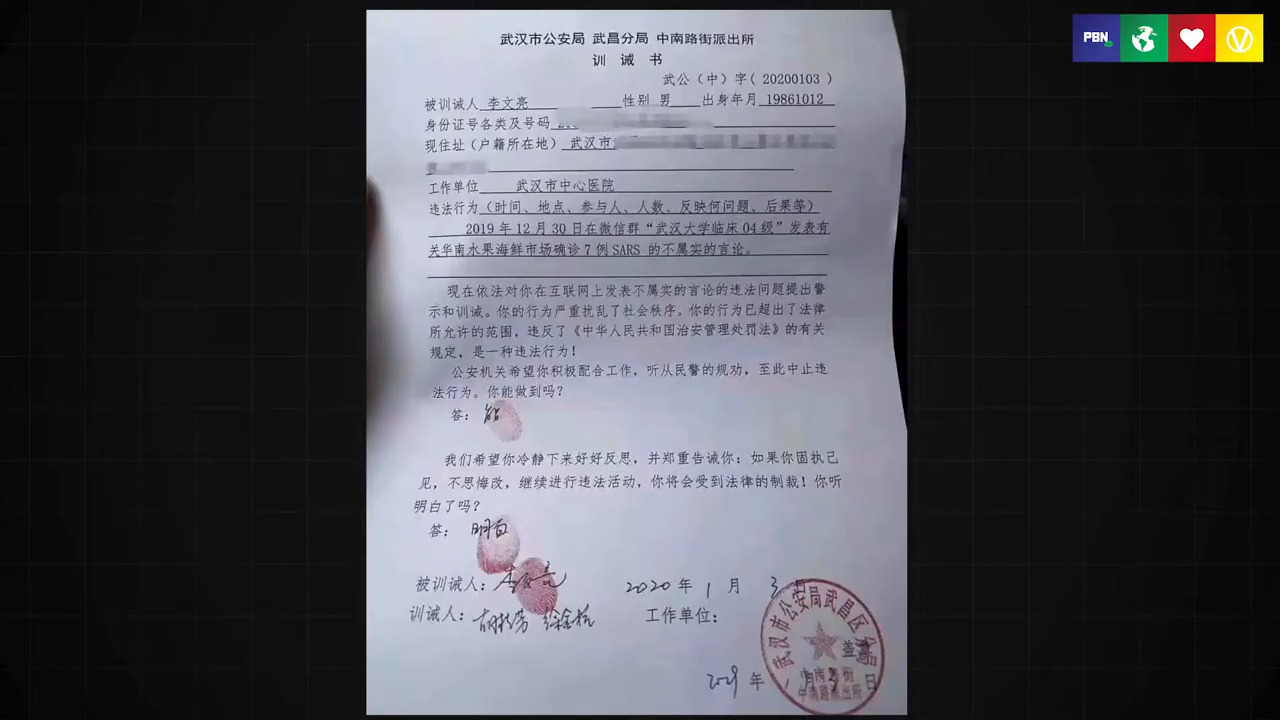 PBN
武汉市公安局 武昌分局 中南路街派出所
训 诫 书
武公（中）字( 20200103 )
被训诫人 李文亮 性别 男 出身年月 19861012
身份证号各类及号码
现住址（户籍所在地） 武汉市
工作单位 武汉市中心医院
违法行为（时间、地点、参与人、人数、反映何问题、后果等）
2019 年 12 月 30 日在微信群“武汉大学临床 04 级”发表有
关华南水果海鲜市场确诊 7 例 SARS 的不属实的言论。
现在依法对你在互联网上发表不属实的言论的违法问题提出警
示和训诫。你的行为严重扰乱了社会秩序。你的行为已超出了法律
所允许的范围，违反了《中华人民共和国治安管理处罚法》的有关
规定，是一种违法行为！
公安机关希望你积极配合工作，听从民警的规劝，至此中止违
法行为。你能做到吗？
答： 能
我们希望你冷静下来好好反思，并郑重告诫你：如果你固执己
见，不思悔改，继续进行违法活动，你将会受到法律的制裁！你听
明白了吗？
答： 明白
被训诫人： 李文亮 2020 年 1 月 3 日
训诫人： 工作单位：
武汉市公安局武昌区分局
中南路街派出所
年 月 日